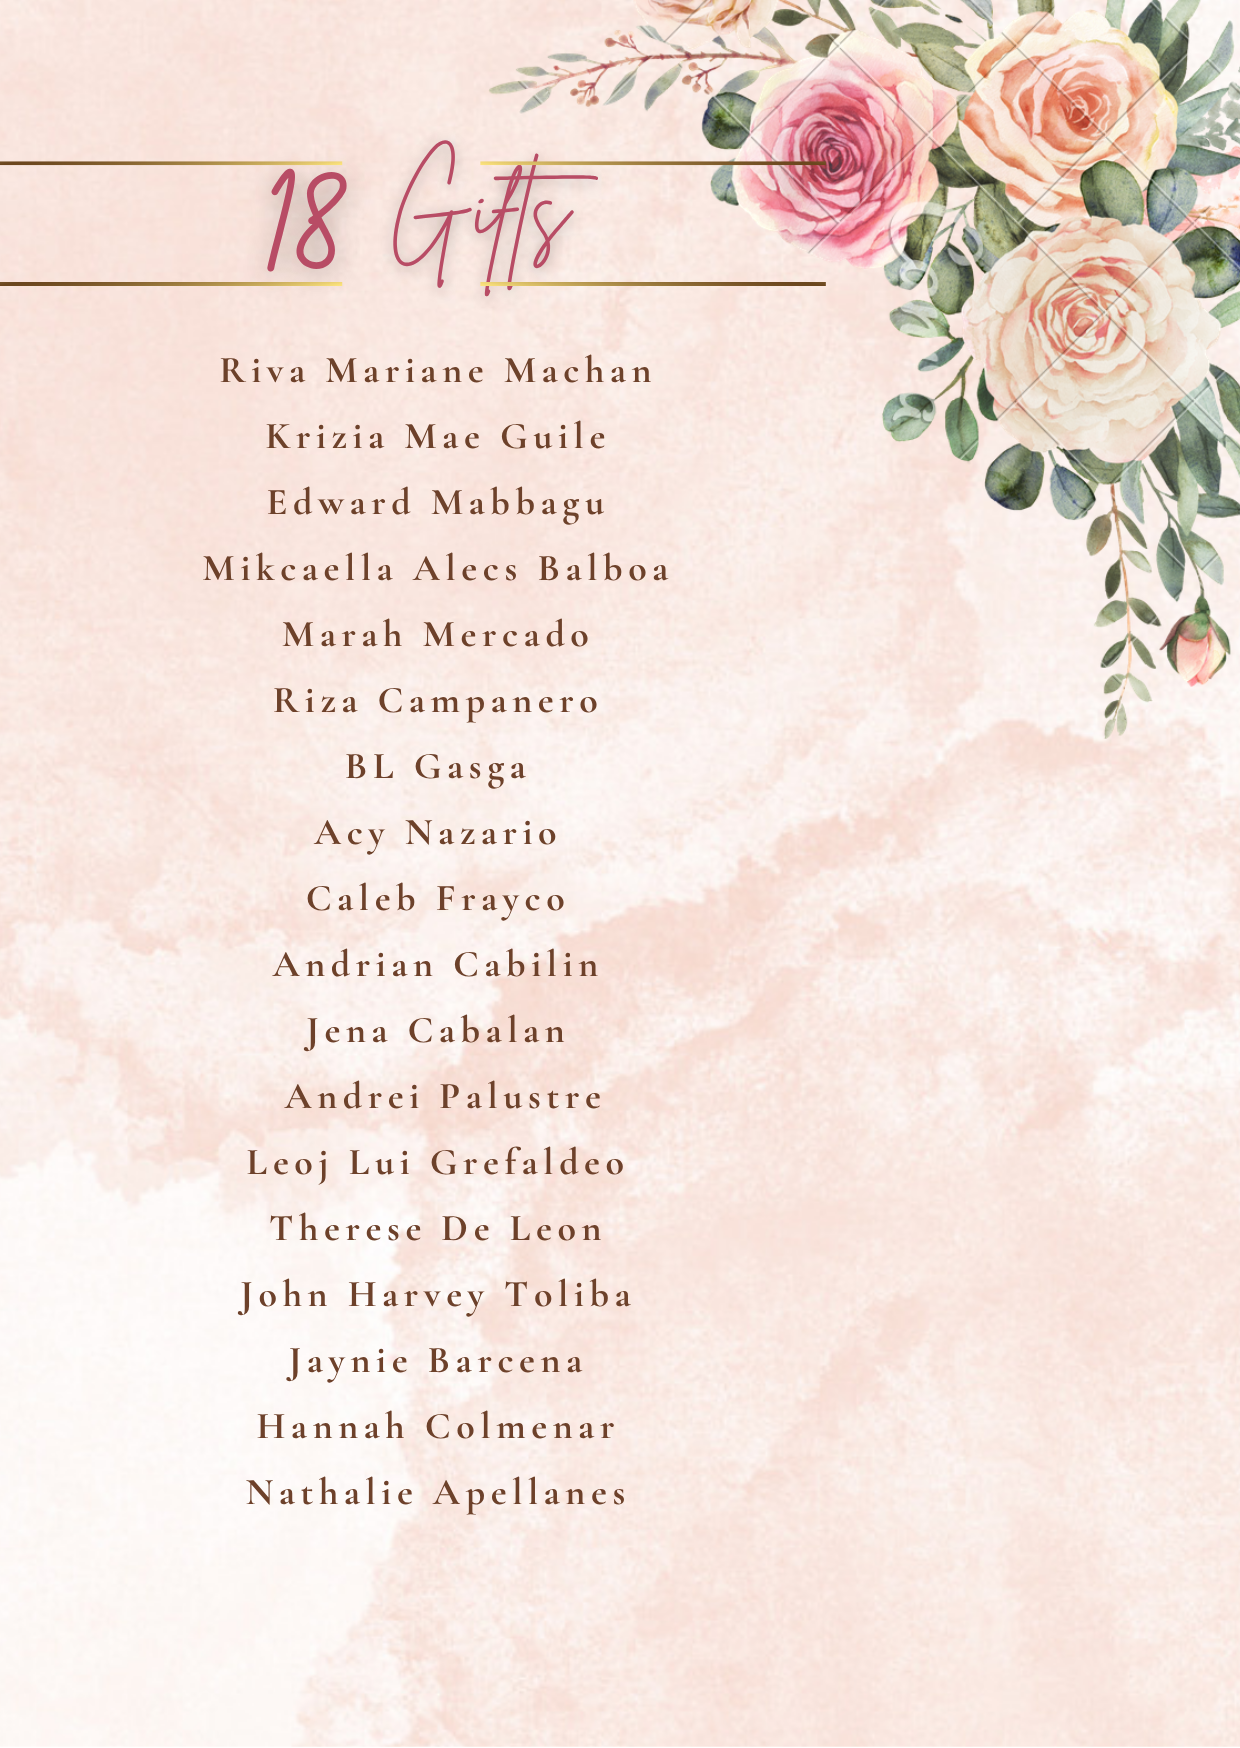 18 Gifts
Riva Mariane Machan
Krizia Mae Guile
Edward Mabbagu
Mikcaella Alecs Balboa
Marah Mercado
Riza Campanero
BL Gasga
Acy Nazario
Caleb Frayco
Andrian Cabilin
Jena Cabalan
Andrei Palustre
Leoj Lui Grefaldeo
Therese De Leon
John Harvey Toliba
Jaynie Barcena
Hannah Colmenar
Nathalie Apellanes